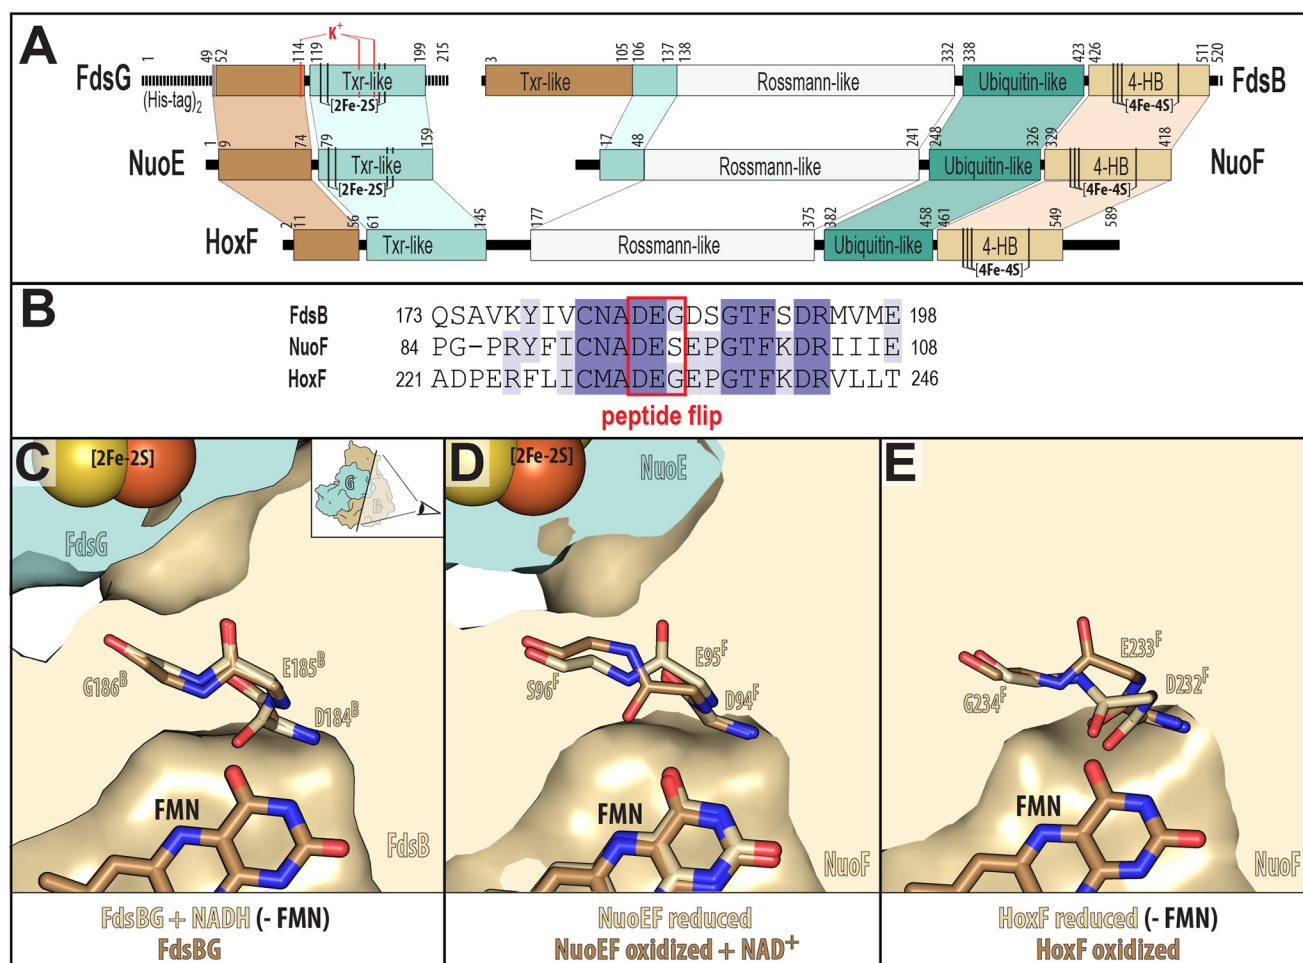 A
K+
1
49
52
114
119
199
215
3
105
106
137
138
332
338
423
426
511
520
FdsG
Txr-like
Txr-like
Rossmann-like
Ubiquitin-like
4-HB
FdsB
(His-tag)2
[2Fe-2S]
[4Fe-4S]
1
9
74
79
159
17
48
241
248
326
329
418
NuoE
Txr-like
Rossmann-like
Ubiquitin-like
4-HB
NuoF
[2Fe-2S]
[4Fe-4S]
2
11
56
61
145
177
375
382
458
461
549
589
HoxF
Txr-like
Rossmann-like
Ubiquitin-like
4-HB
[4Fe-4S]
B
FdsB 173 QSAVKYIVCNADEGDSGTFSDRMVME 198
NuoF 84 PG-PRYFICNADESEPGTFKDRIIIE 108
HoxF 221 ADPERFLICMADEGEPGTFKDRVLLT 246
peptide flip
C
[2Fe-2S]
G
B
FdsG
E185B
G186B
D184B
FMN
FdsB
FdsBG + NADH (- FMN)
FdsBG
D
[2Fe-2S]
NuoE
E95F
S96F
D94F
FMN
NuoF
NuoEF reduced
NuoEF oxidized + NAD+
E
E233F
D232F
G234F
FMN
NuoF
HoxF reduced (- FMN)
HoxF oxidized